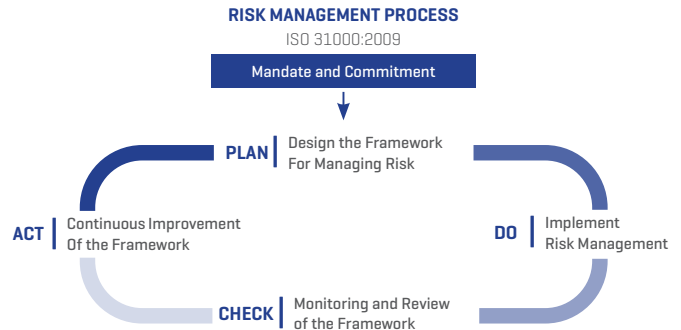 RISK MANAGEMENT PROCESS
ISO 31000:2009
Mandate and Commitment
PLAN
Design the Framework
For Managing Risk
ACT
Continuous Improvement
Of the Framework
DO
Implement
Risk Management
CHECK
Monitoring and Review
of the Framework